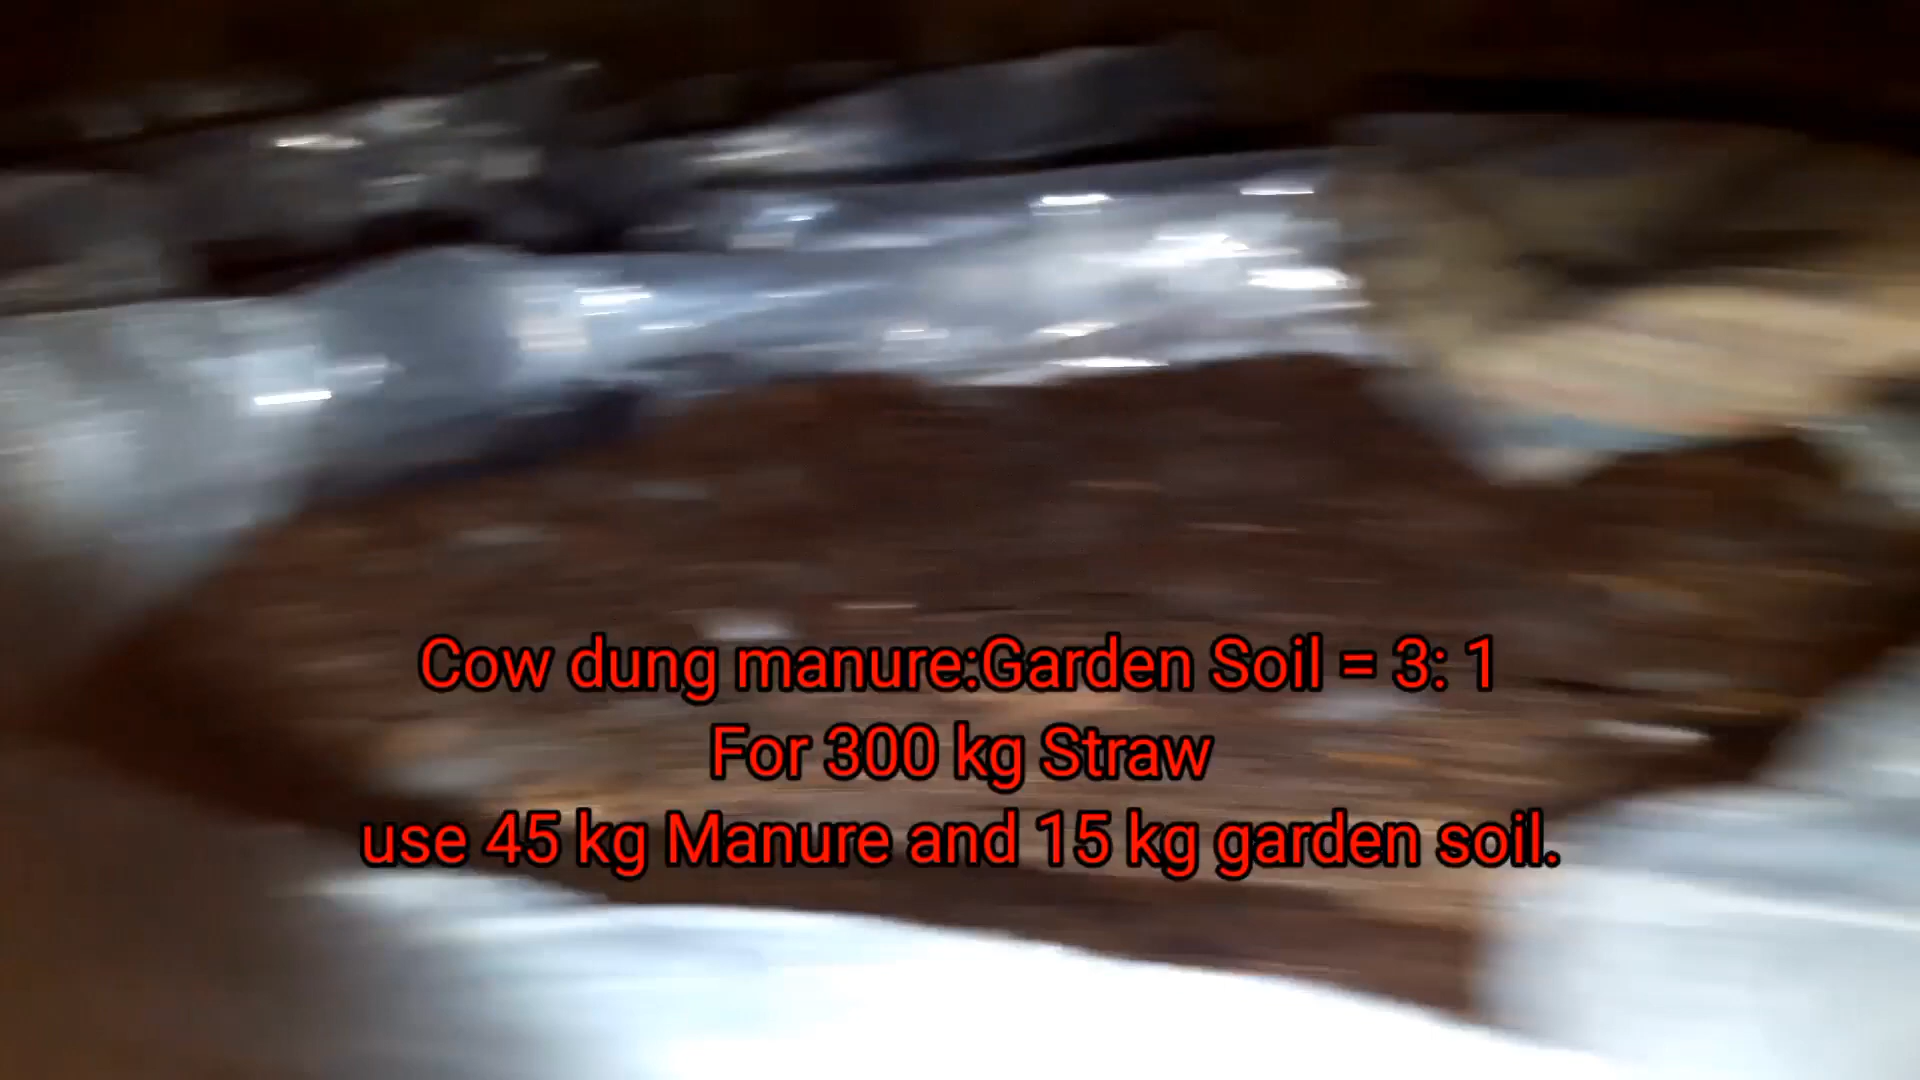 Cow dung manure:Garden Soil = 3: 1
For 300 kg Straw
use 45 kg Manure and 15 kg garden soil.